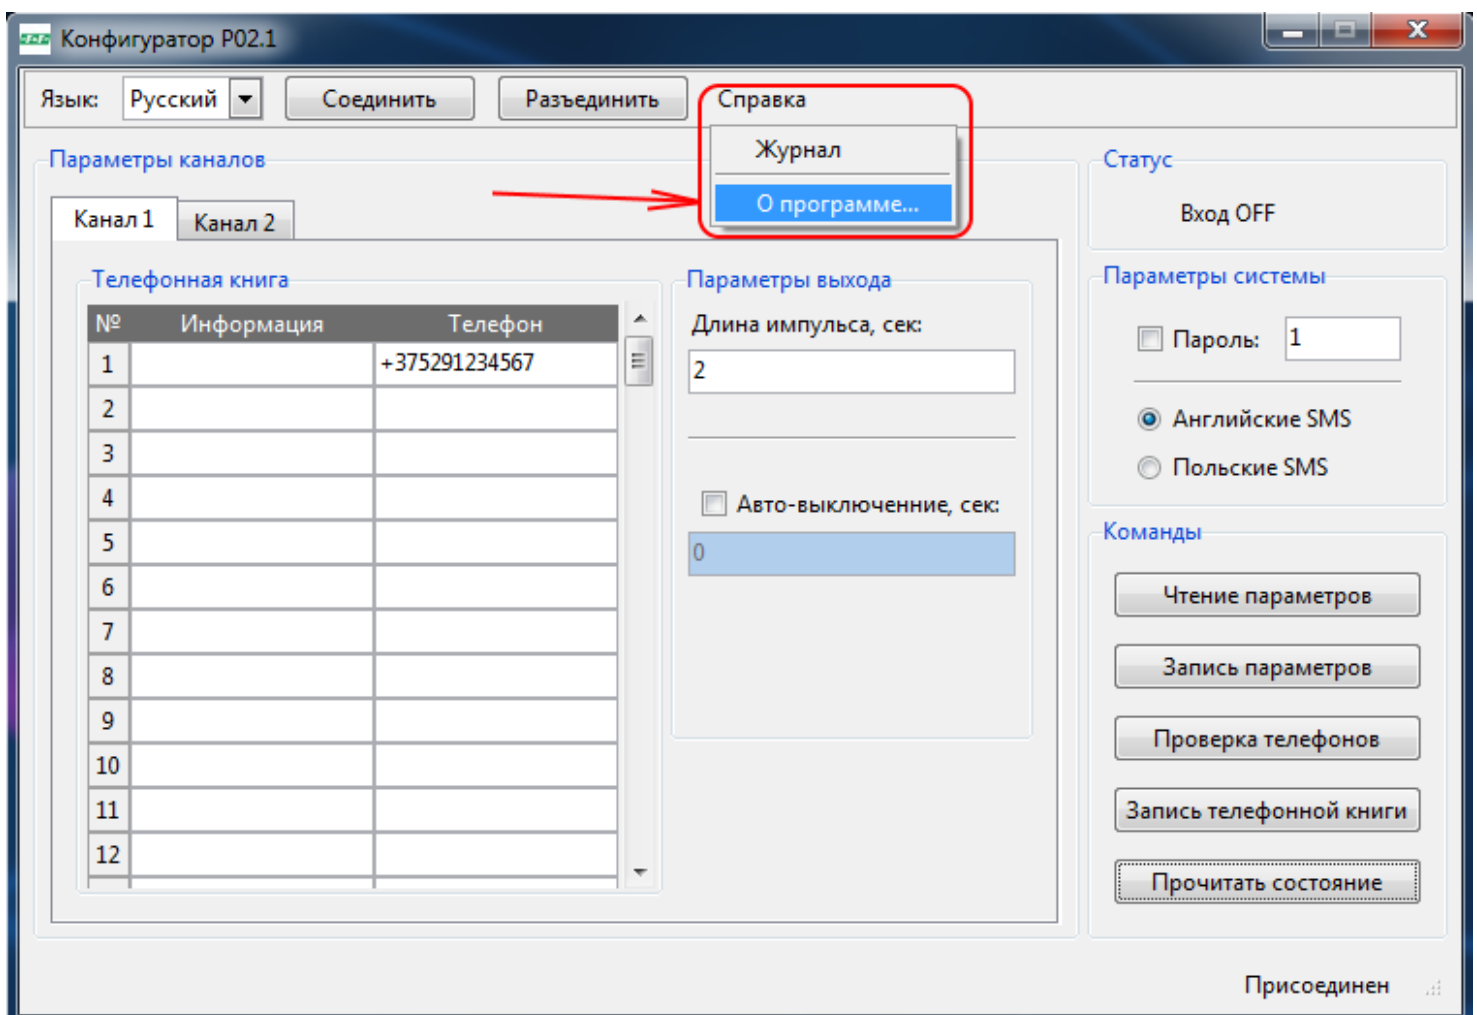 Конфигуратор P02.1
Язык: Русский Соединить Разъединить Справка
Журнал
О программе...
Параметры каналов
Канал 1 Канал 2
Телефонная книга
№ Информация Телефон
1 +375291234567
2
3
4
5
6
7
8
9
10
11
12
Параметры выхода
Длина импульса, сек:
2
Авто-выключенние, сек:
0
Статус
Вход OFF
Параметры системы
Пароль: 1
Английские SMS
Польские SMS
Команды
Чтение параметров
Запись параметров
Проверка телефонов
Запись телефонной книги
Прочитать состояние
Присоединен